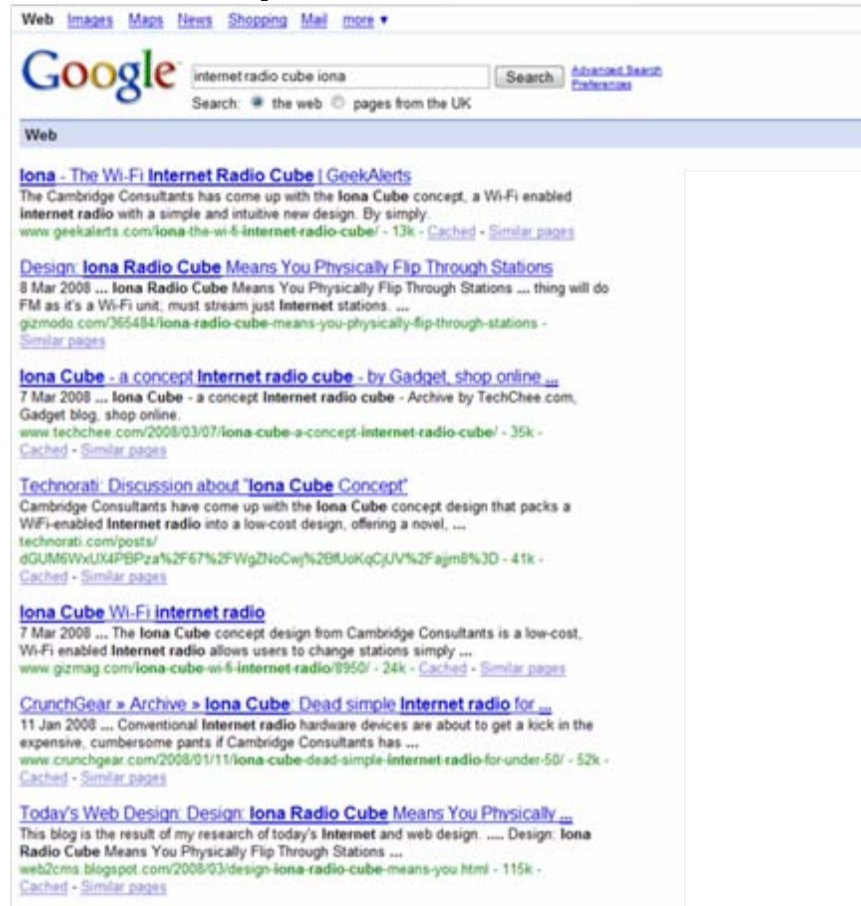 Web Images Maps News Shopping Mail more ▼
Google internet radio cube iona Search Advanced Search
Preferences
Search: the web pages from the UK
Web
Iona - The Wi-Fi Internet Radio Cube | GeekAlerts
The Cambridge Consultants has come up with the Iona Cube concept, a Wi-Fi enabled
internet radio with a simple and intuitive new design. By simply.
www.geekalerts.com/iona-the-wi-fi-internet-radio-cube/ - 13k - Cached - Similar pages
Design: Iona Radio Cube Means You Physically Flip Through Stations
8 Mar 2008 ... Iona Radio Cube Means You Physically Flip Through Stations ... thing will do
FM as it's a Wi-Fi unit; must stream just Internet stations. ...
gizmodo.com/365484/iona-radio-cube-means-you-physically-flip-through-stations -
Similar pages
Iona Cube - a concept Internet radio cube - by Gadget, shop online ...
7 Mar 2008 ... Iona Cube - a concept Internet radio cube - Archive by TechChee.com,
Gadget blog, shop online.
www.techchee.com/2008/03/07/iona-cube-a-concept-internet-radio-cube/ - 35k -
Cached - Similar pages
Technorati: Discussion about "Iona Cube Concept"
Cambridge Consultants have come up with the Iona Cube concept design that packs a
WiFi-enabled Internet radio into a low-cost design, offering a novel, ...
technorati.com/posts/
- 41k -
Cached - Similar pages
Iona Cube Wi-Fi internet radio
7 Mar 2008 ... The Iona Cube concept design from Cambridge Consultants is a low-cost,
Wi-Fi enabled Internet radio allows users to change stations simply ...
www.gizmag.com/iona-cube-wi-fi-internet-radio/8950/ - 24k - Cached - Similar pages
CrunchGear » Archive » Iona Cube: Dead simple Internet radio for ...
11 Jan 2008 ... Conventional Internet radio hardware devices are about to get a kick in the
expensive, cumbersome pants if Cambridge Consultants has ...
www.crunchgear.com/2008/01/11/iona-cube-dead-simple-internet-radio-for-under-50/ - 52k -
Cached - Similar pages
Today's Web Design: Design: Iona Radio Cube Means You Physically ...
This blog is the result of my research of today's Internet and web design. .... Design: Iona
Radio Cube Means You Physically Flip Through Stations ...
web2cms.blogspot.com/2008/03/design-iona-radio-cube-means-you.html - 115k -
Cached - Similar pages